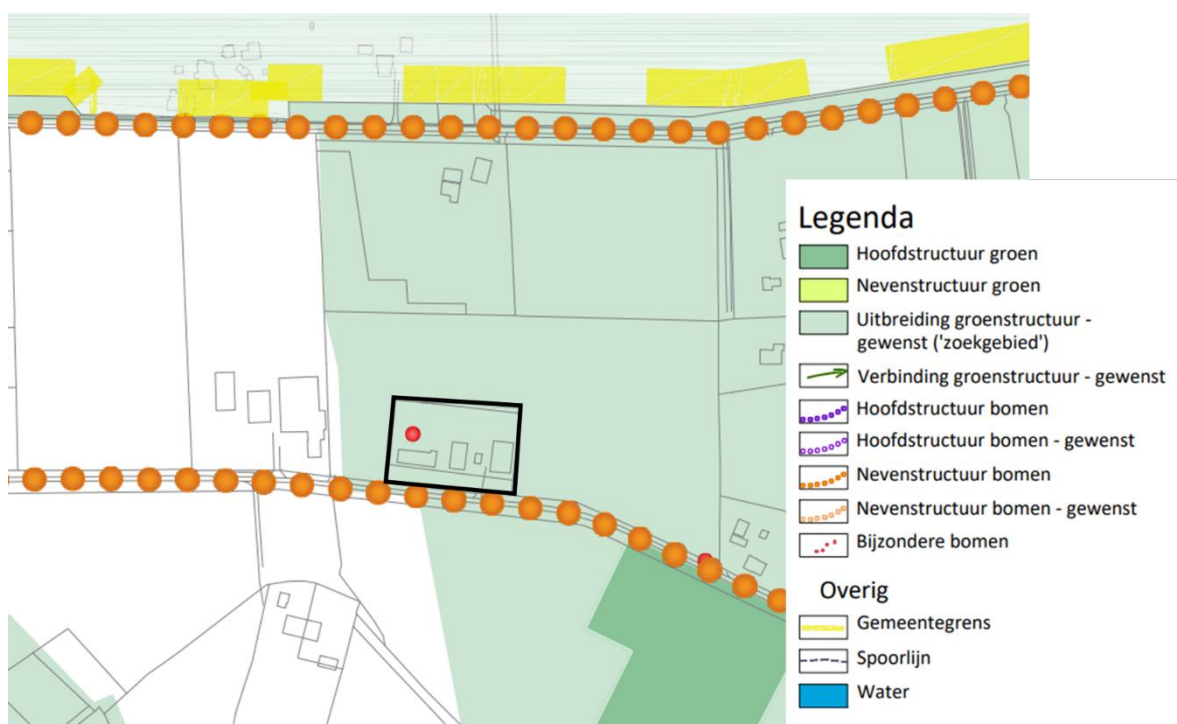 Legenda
Hoofdstructuur groen
Nevenstructuur groen
Uitbreiding groenstructuur -
gewenst ('zoekgebied')
Verbinding groenstructuur - gewenst
Hoofdstructuur bomen
Hoofdstructuur bomen - gewenst
Nevenstructuur bomen
Nevenstructuur bomen - gewenst
Bijzondere bomen
Overig
Gemeentegrens
Spoorlijn
Water